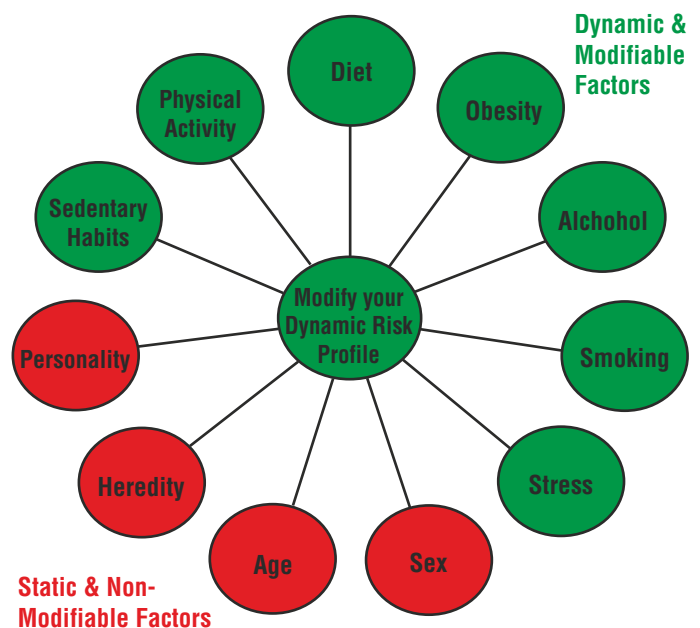 Dynamic &
Modifiable
Factors
Diet
Physical
Activity
Obesity
Sedentary
Habits
Alchohol
Modify your
Dynamic Risk
Profile
Personality
Smoking
Heredity
Stress
Age
Sex
Static & Non-
Modifiable Factors